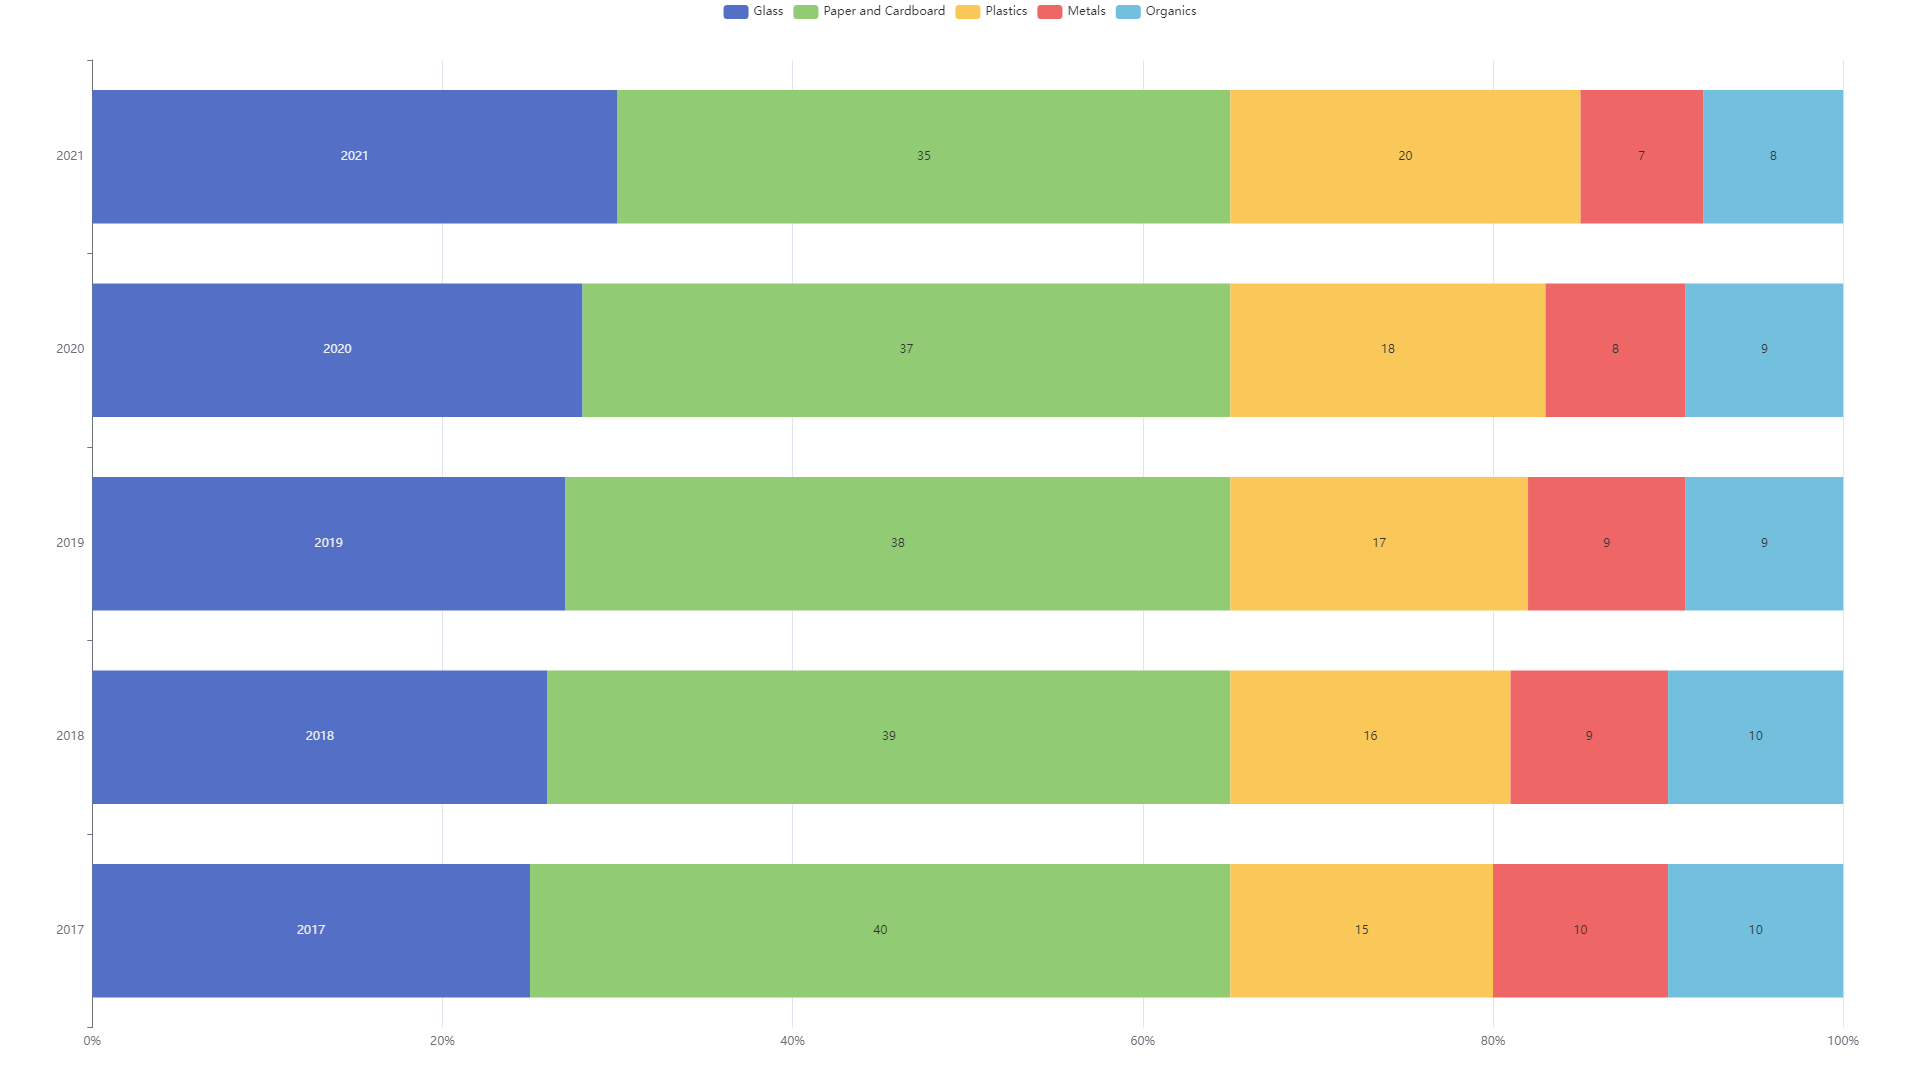 Glass Paper and Cardboard Plastics Metals Organics
2021 2021 35 20 7 8
2020 2020 37 18 8 9
2019 2019 38 17 9 9
2018 2018 39 16 9 10
2017 2017 40 15 10 10
0% 20% 40% 60% 80% 100%